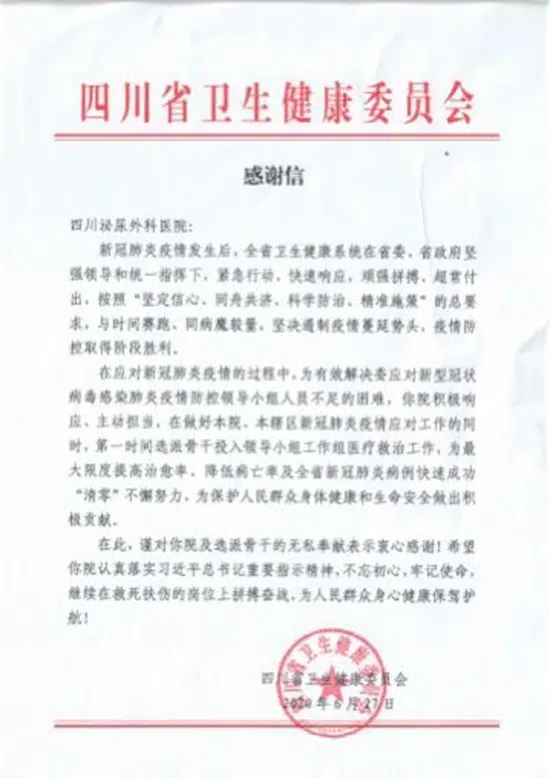 四川省卫生健康委员会
感谢信
四川泌尿外科医院:
新冠肺炎疫情发生后,全省卫生健康系统在省委、省政府坚
强领导和统一指挥下,紧急行动、快速响应,顽强拼搏、超常付
出,按照“坚定信心、同舟共济、科学防治、精准施策”的总要
求,与时间赛跑、同病魔较量,坚决遏制疫情蔓延势头,疫情防
控取得阶段胜利。
在应对新冠肺炎疫情的过程中,为有效解决委应对新型冠状
病毒感染肺炎疫情防控领导小组人员不足的困难,你院积极响
应、主动担当,在做好本院、本辖区新冠肺炎疫情应对工作的同
时,第一时间选派骨干投入领导小组工作组医疗救治工作,为最
大限度提高治愈率、降低病亡率及全省新冠肺炎病例快速成功
“清零”不懈努力,为保护人民群众身体健康和生命安全做出积
极贡献。
在此,谨对你院及选派骨干的无私奉献表示衷心感谢!希望
你院认真落实习近平总书记重要指示精神,不忘初心,牢记使命,
继续在救死扶伤的岗位上拼搏奋战,为人民群众身心健康保驾护
航!
四川省卫生健康委员会
四川省卫生健康委员会
2020年6月27日